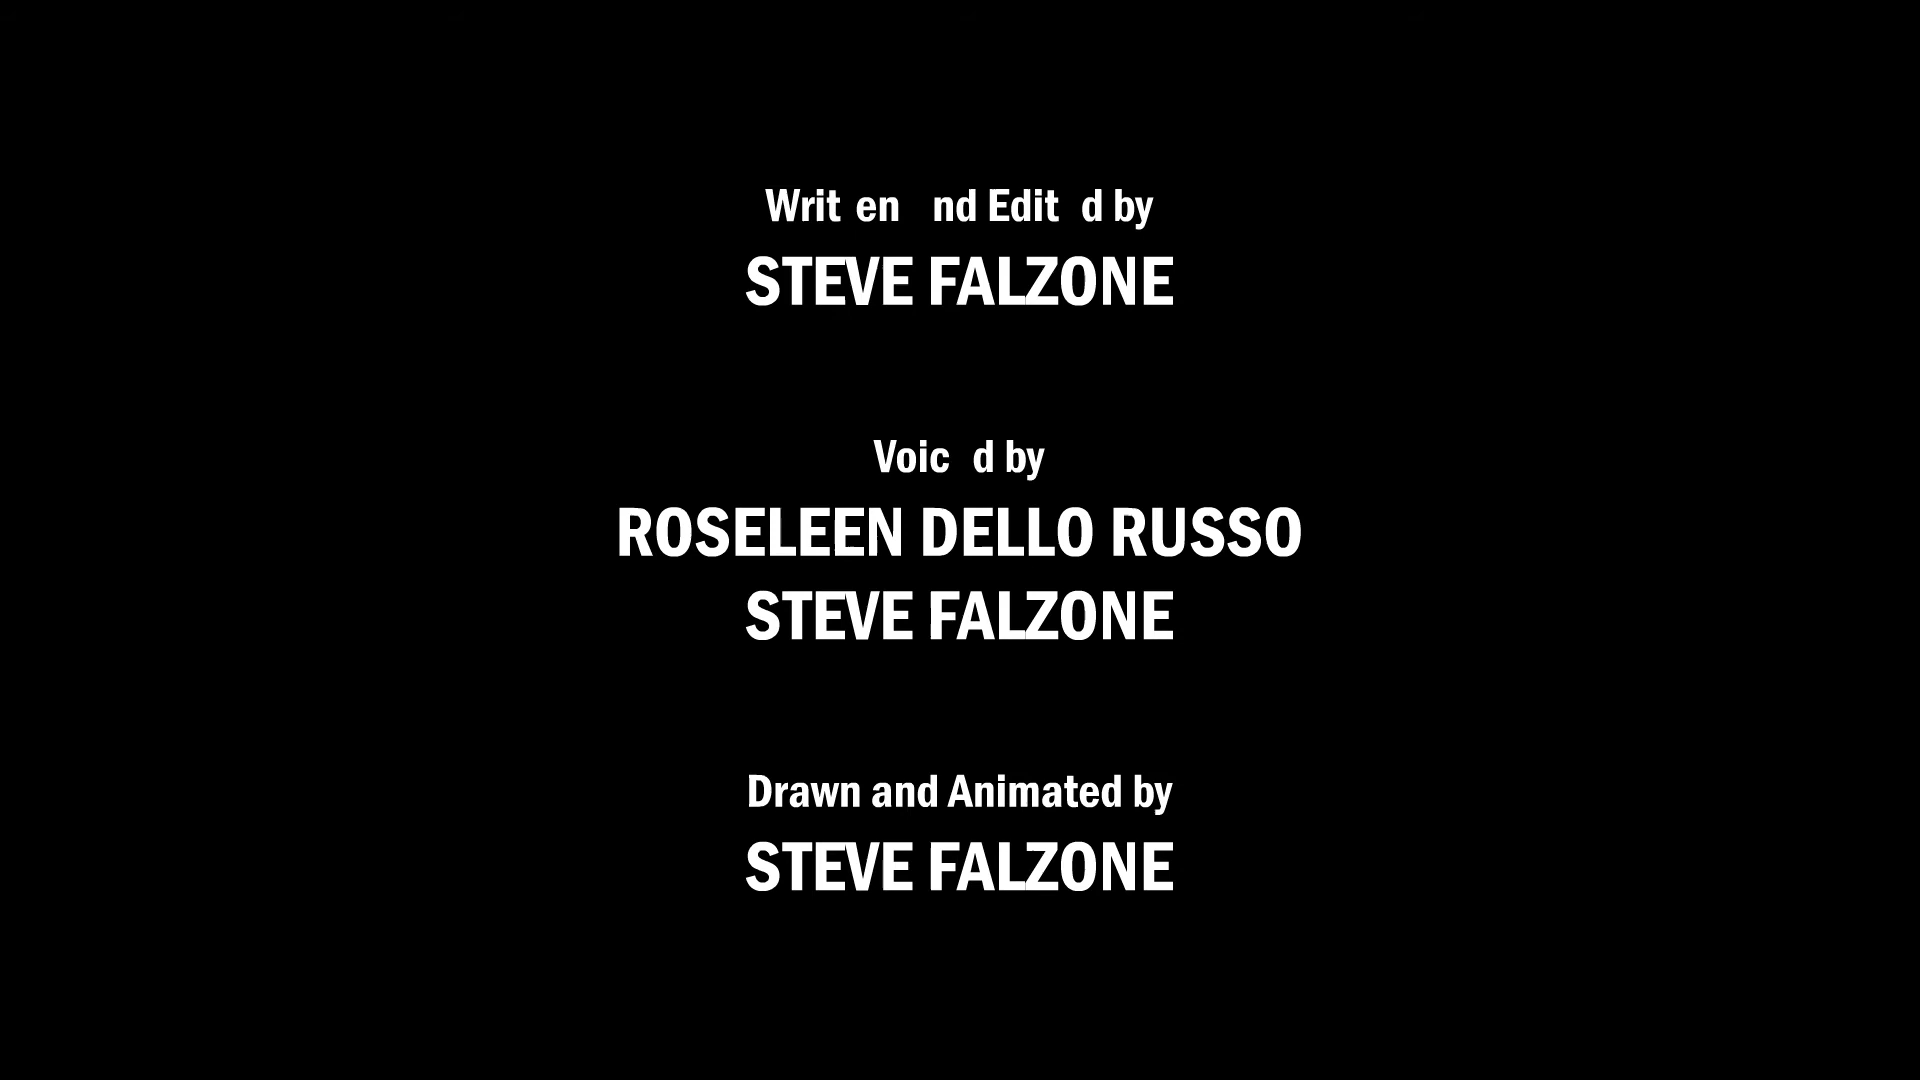 Writ en nd Edit d by
STEVE FALZONE
Voic d by
ROSELEEN DELLO RUSSO
STEVE FALZONE
Drawn and Animated by
STEVE FALZONE